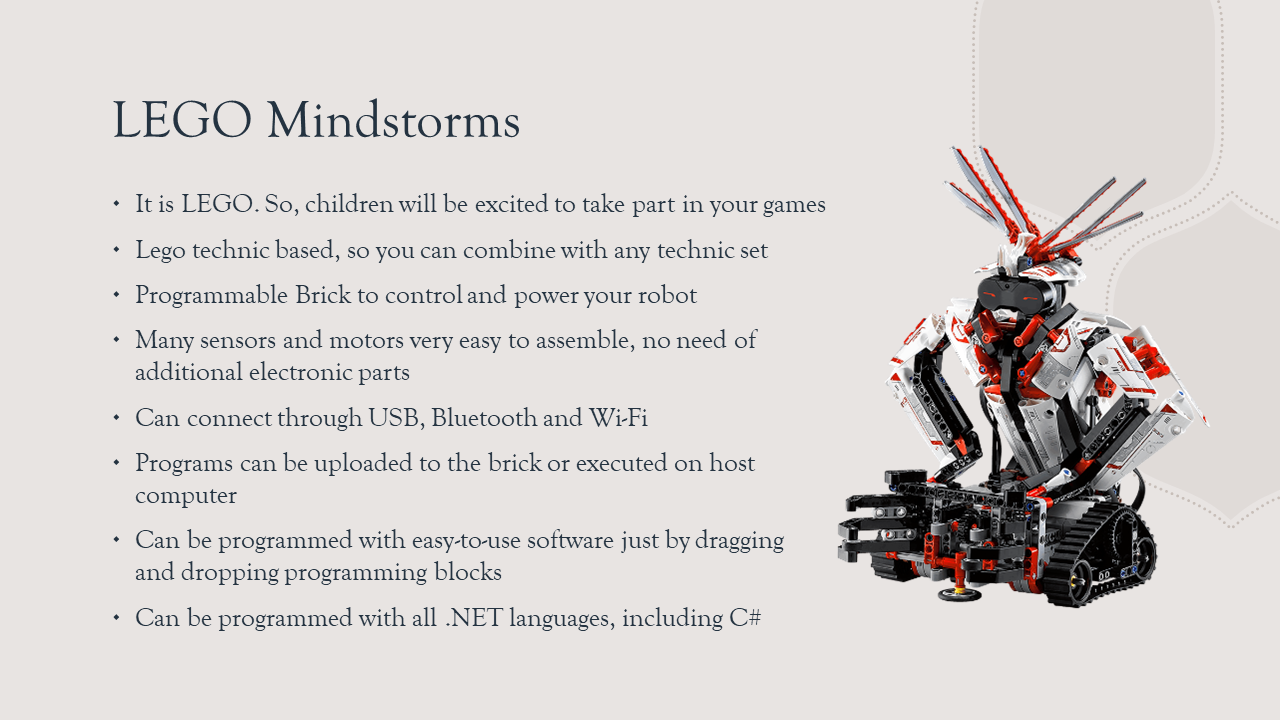 LEGO Mindstorms
• It is LEGO. So, children will be excited to take part in your games
• Lego technic based, so you can combine with any technic set
• Programmable Brick to control and power your robot
• Many sensors and motors very easy to assemble, no need of
additional electronic parts
• Can connect through USB, Bluetooth and Wi-Fi
• Programs can be uploaded to the brick or executed on host
computer
• Can be programmed with easy-to-use software just by dragging
and dropping programming blocks
• Can be programmed with all .NET languages, including C#